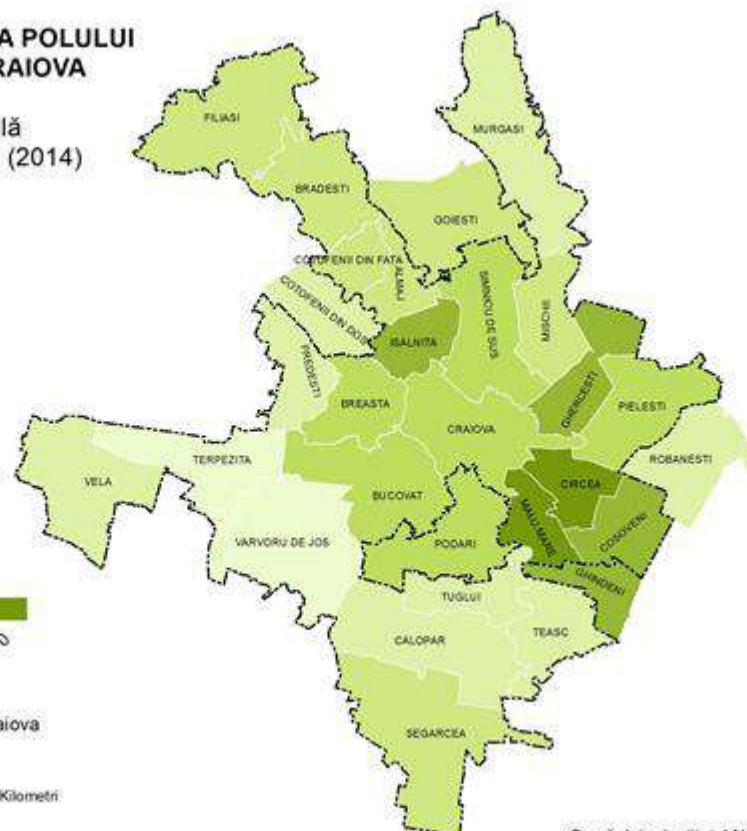 A POLULUI
RAIOVA
lă
(2014)
FILIASI
MURGASI
BRADESTI
GOIESTI
COTOFENII DIN FATA
ALMAJ
SIMNICU DE SUS
COTOFENII DIN DOS
MISCHII
ISALNITA
PREDESTI
GHERCESTI
BREASTA
PIELESTI
CRAIOVA
ROBANESTI
TERPEZITA
VELA
CIRCEA
BUCOVAT
MALU MARE
COSOVENI
VARVORU DE JOS
PODARI
GHINDENI
TUGLUI
TEASC
CALOPAR
0
aiova
SEGARCEA
Kilometri